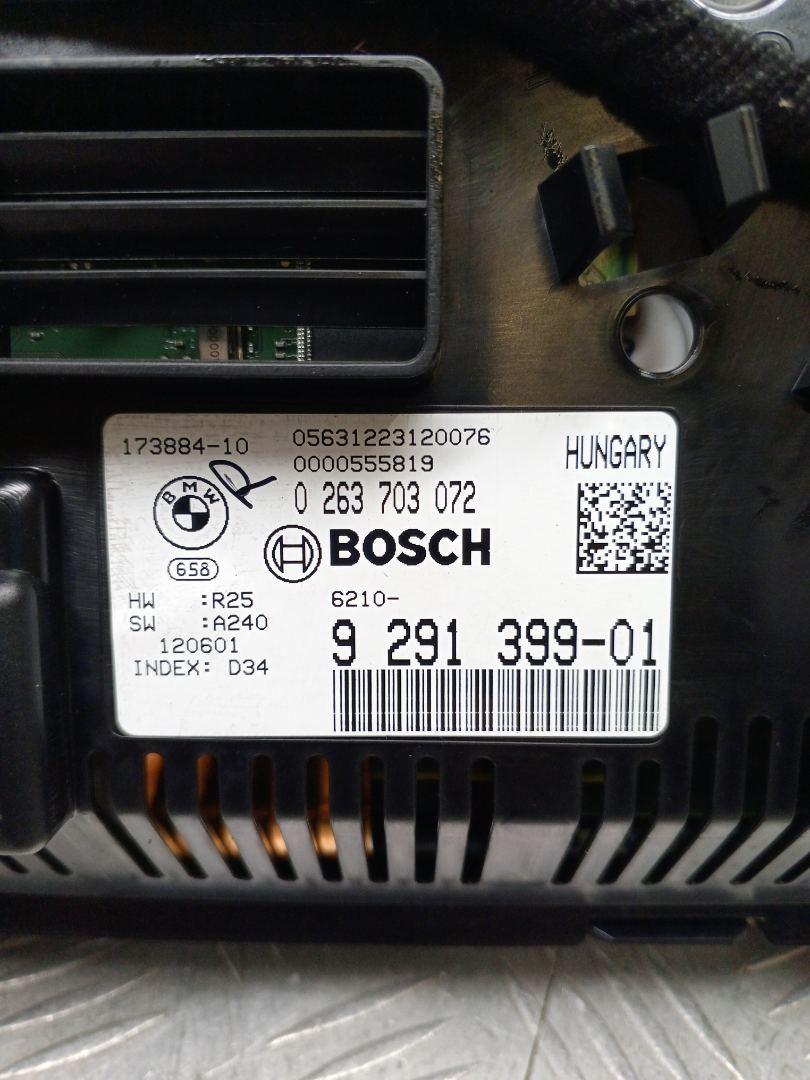 173884-10
05631223120076
0000555819
HUNGARY
BMW
0 263 703 072
BOSCH
658
HW :R25
SW :A240
120601
INDEX: D34
6210-
9 291 399-01